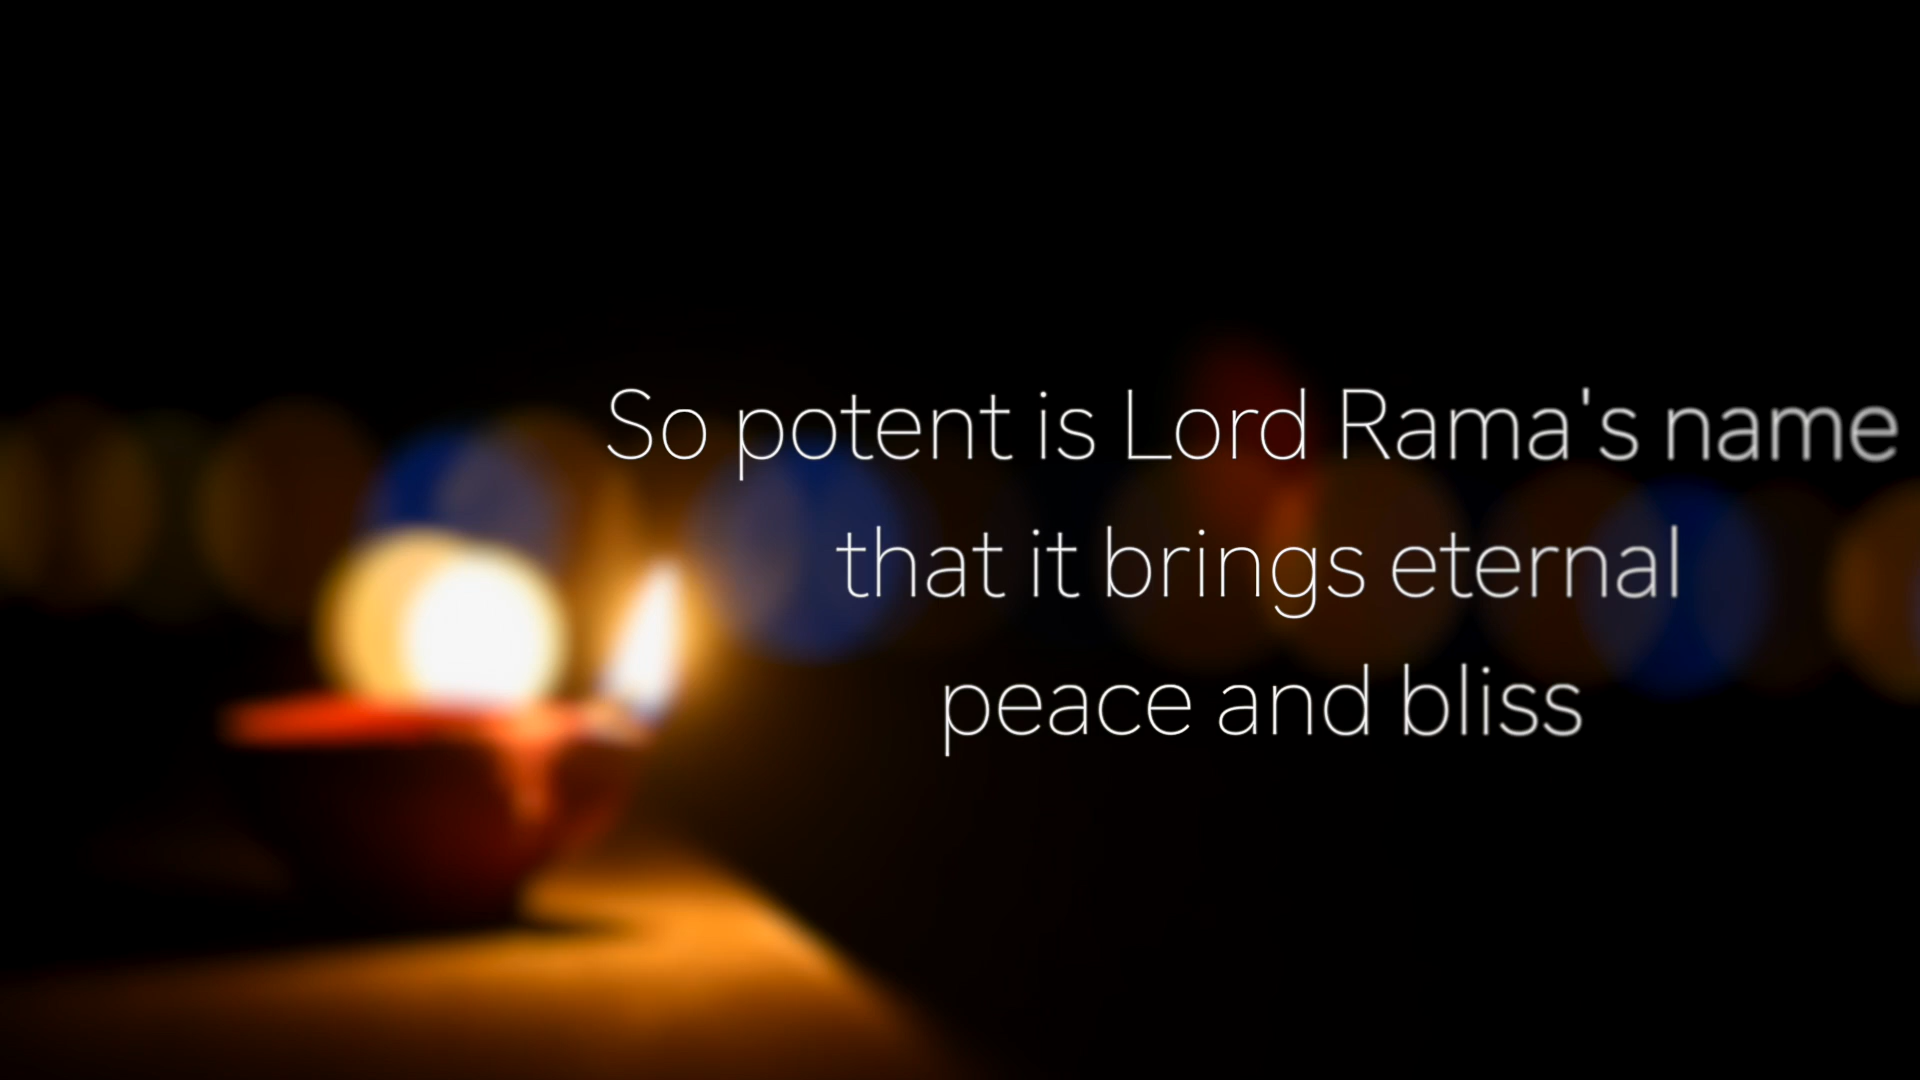 So potent is Lord Rama's name
that it brings eternal
peace and bliss